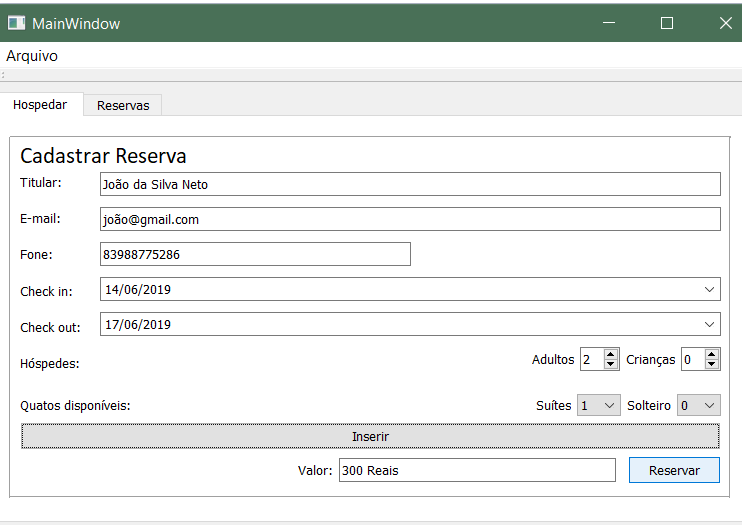 MainWindow
Arquivo
Hospedar Reservas
Cadastrar Reserva
Titular: João da Silva Neto
E-mail: joão@gmail.com
Fone: 83988775286
Check in: 14/06/2019
Check out: 17/06/2019
Hóspedes: Adultos 2 Crianças 0
Quatos disponíveis: Suítes 1 Solteiro 0
Inserir
Valor: 300 Reais Reservar